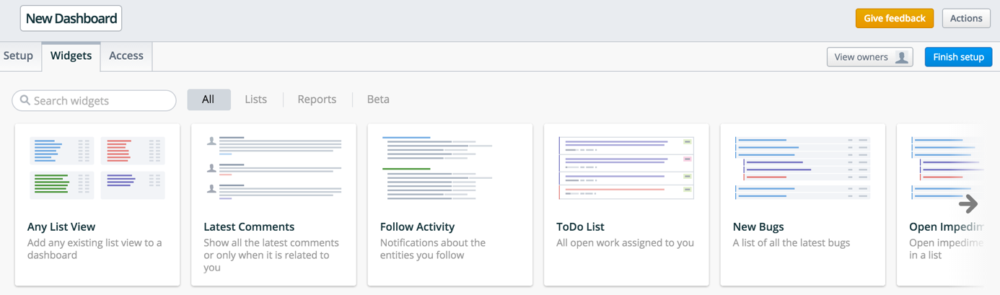 New Dashboard
Give feedback
Actions
Setup
Widgets
Access
View owners
Finish setup
Search widgets
All
Lists
Reports
Beta
Any List View
Add any existing list view to a
dashboard
Latest Comments
Show all the latest comments
or only when it is related to
you
Follow Activity
Notifications about the
entities you follow
ToDo List
All open work assigned to you
New Bugs
A list of all the latest bugs
Open Impedim
Open impedime
in a list